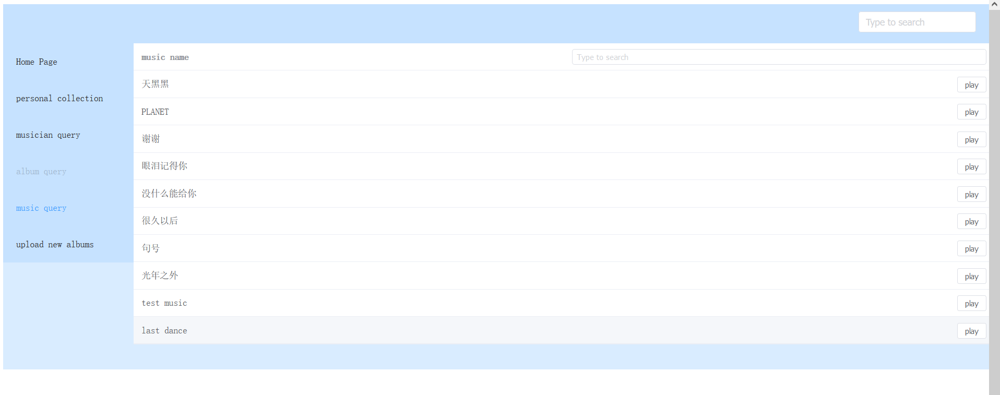 Type to search
Home Page
personal collection
musician query
album query
music query
upload new albums
music name Type to search
天黑黑 play
PLANET play
谢谢 play
眼泪记得你 play
没什么能给你 play
很久以后 play
句号 play
光年之外 play
test music play
last dance play